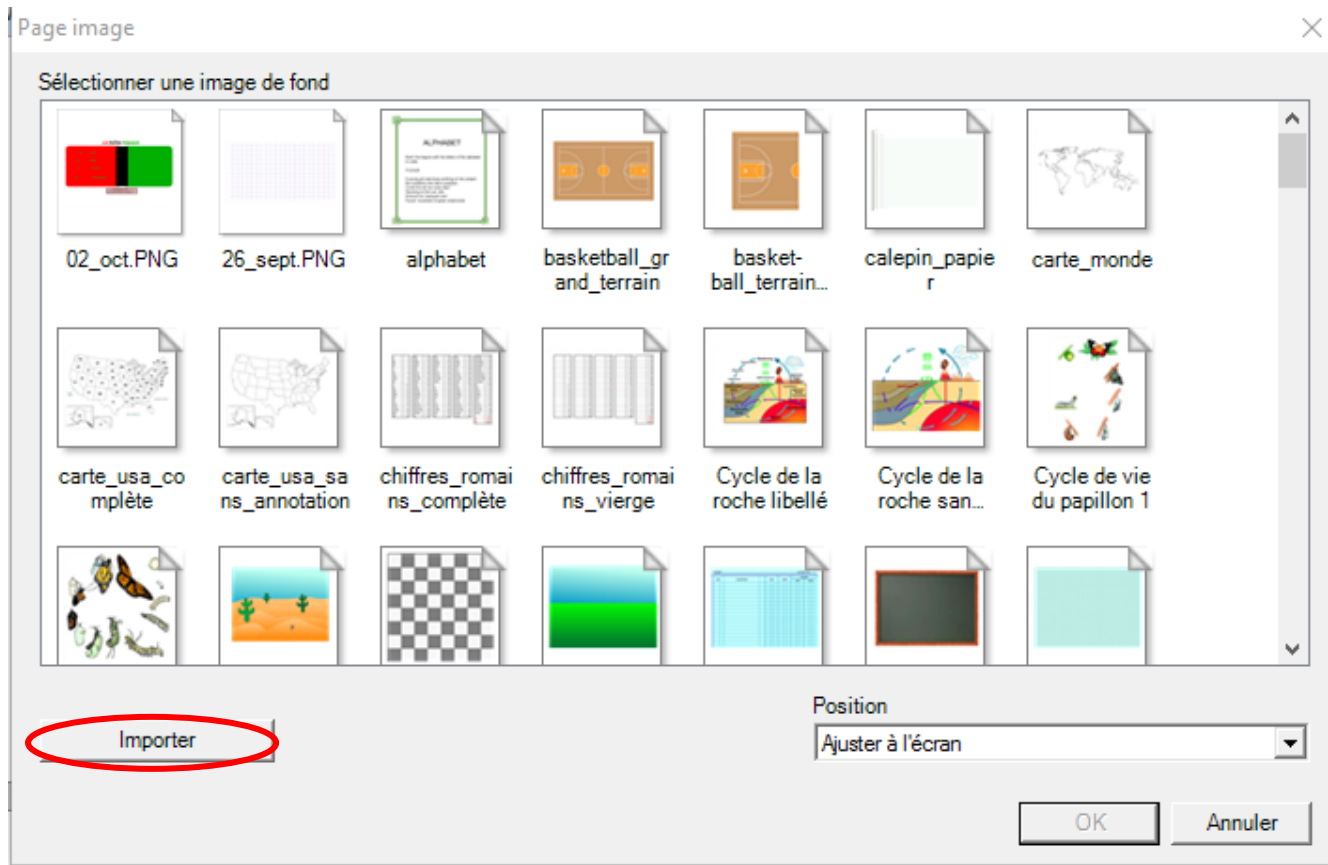 Page image
Sélectionner une image de fond
ALPHABET
02_oct.PNG
26_sept.PNG
alphabet
basketball_gr
and_terrain
basket-
ball_terrain...
calepin_papie
r
carte_monde
carte_usa_co
mplète
carte_usa_sa
ns_annotation
chiffres_romai
ns_complète
chiffres_romai
ns_vierge
Cycle de la
roche libellé
Cycle de la
roche san...
Cycle de vie
du papillon 1
Importer
Position
Ajuster à l'écran
OK
Annuler